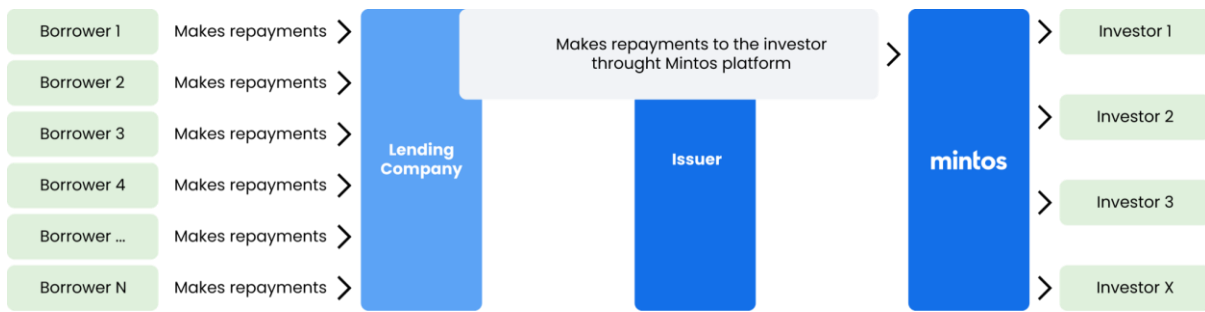 Borrower 1 Makes repayments
Borrower 2 Makes repayments
Borrower 3 Makes repayments
Borrower 4 Makes repayments
Borrower ... Makes repayments
Borrower N Makes repayments
Lending
Company
Makes repayments to the investor
throught Mintos platform
Issuer
mintos
Investor 1
Investor 2
Investor 3
Investor X